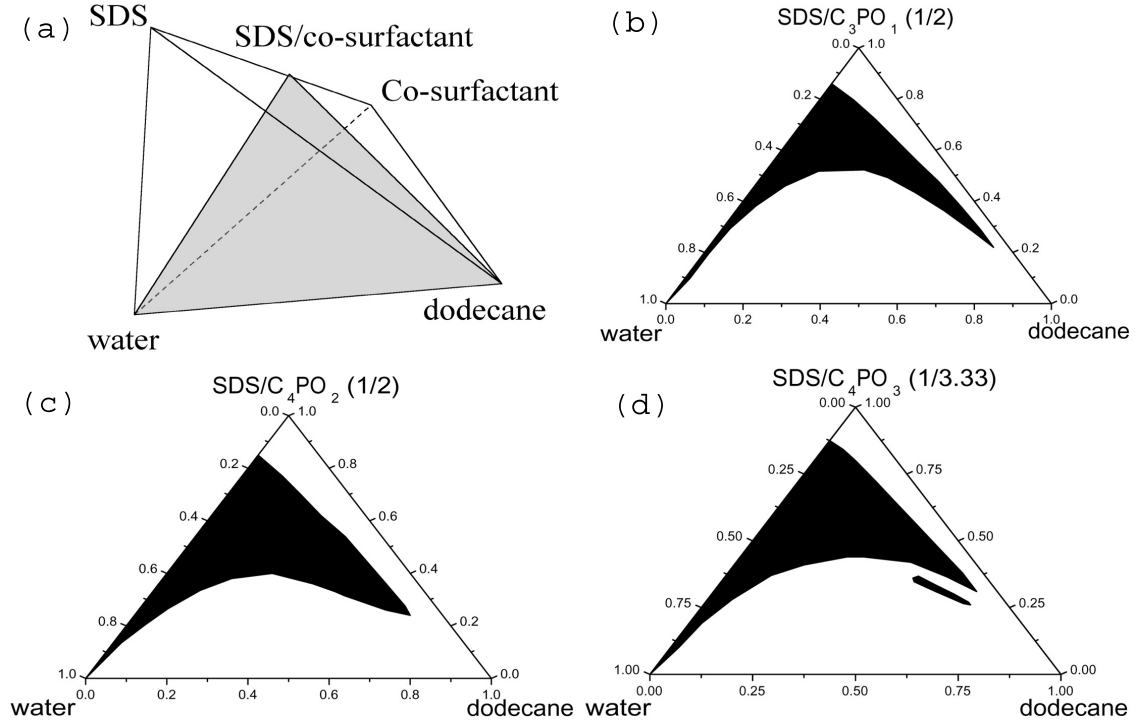 (a)
SDS
SDS/co-surfactant
Co-surfactant
dodecane
water
(b)
SDS/C3PO1 (1/2)
0.0 1.0
0.2 0.8
0.4 0.6
0.6 0.4
0.8 0.2
1.0 0.0
0.0 0.2 0.4 0.6 0.8 1.0
water dodecane
(c)
SDS/C4PO2 (1/2)
0.0 1.0
0.2 0.8
0.4 0.6
0.6 0.4
0.8 0.2
1.0 0.0
0.0 0.2 0.4 0.6 0.8 1.0
water dodecane
(d)
SDS/C4PO3 (1/3.33)
0.00 1.00
0.25 0.75
0.50 0.50
0.75 0.25
1.00 0.00
0.00 0.25 0.50 0.75 1.00
water dodecane